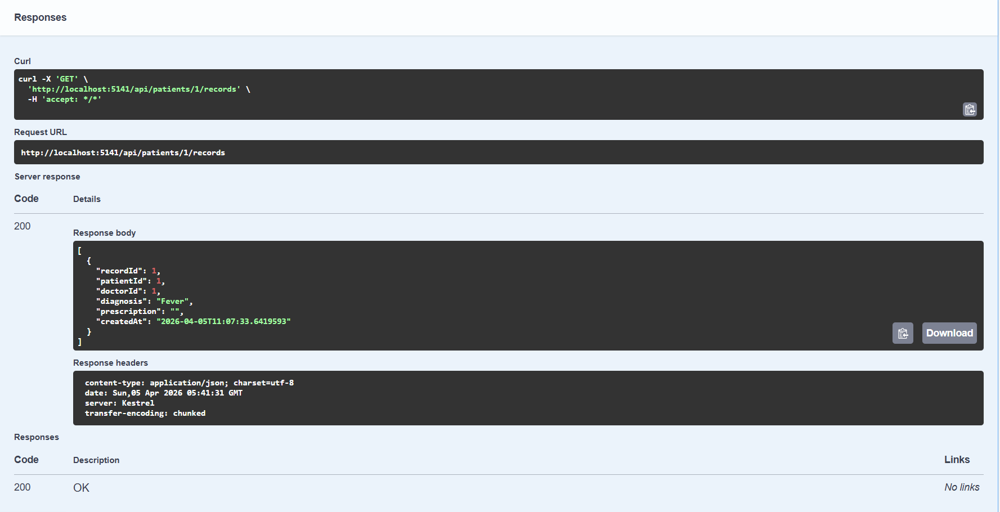 Responses
Curl
curl -X 'GET' \
  'http://localhost:5141/api/patients/1/records' \
  -H 'accept: */*'
Request URL
http://localhost:5141/api/patients/1/records
Server response
Code Details
200
Response body
[
  {
    "recordId": 1,
    "patientId": 1,
    "doctorId": 1,
    "diagnosis": "Fever",
    "prescription": "",
    "createdAt": "2026-04-05T11:07:33.6419593"
  }
]
Download
Response headers
content-type: application/json; charset=utf-8
date: Sun,05 Apr 2026 05:41:31 GMT
server: Kestrel
transfer-encoding: chunked
Responses
Code Description Links
200 OK No links